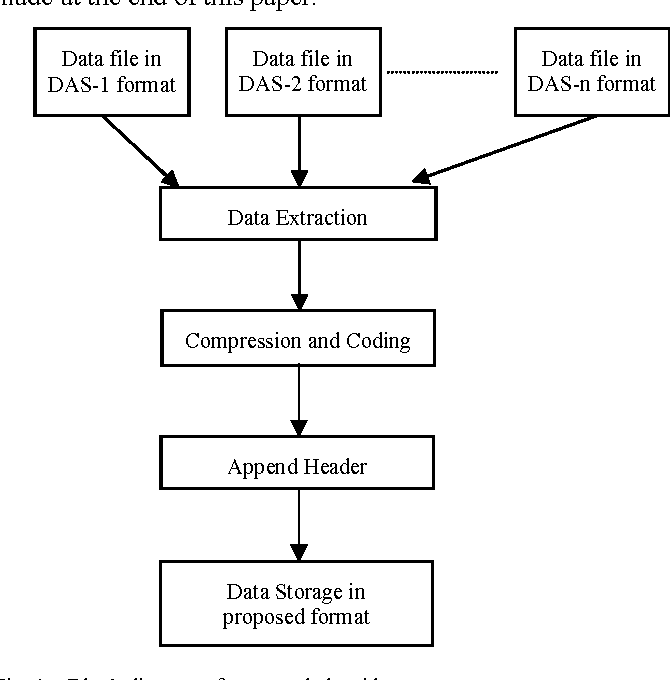 made at the end of this paper.
Data file in
DAS-1 format
Data file in
DAS-2 format
Data file in
DAS-n format
Data Extraction
Compression and Coding
Append Header
Data Storage in
proposed format